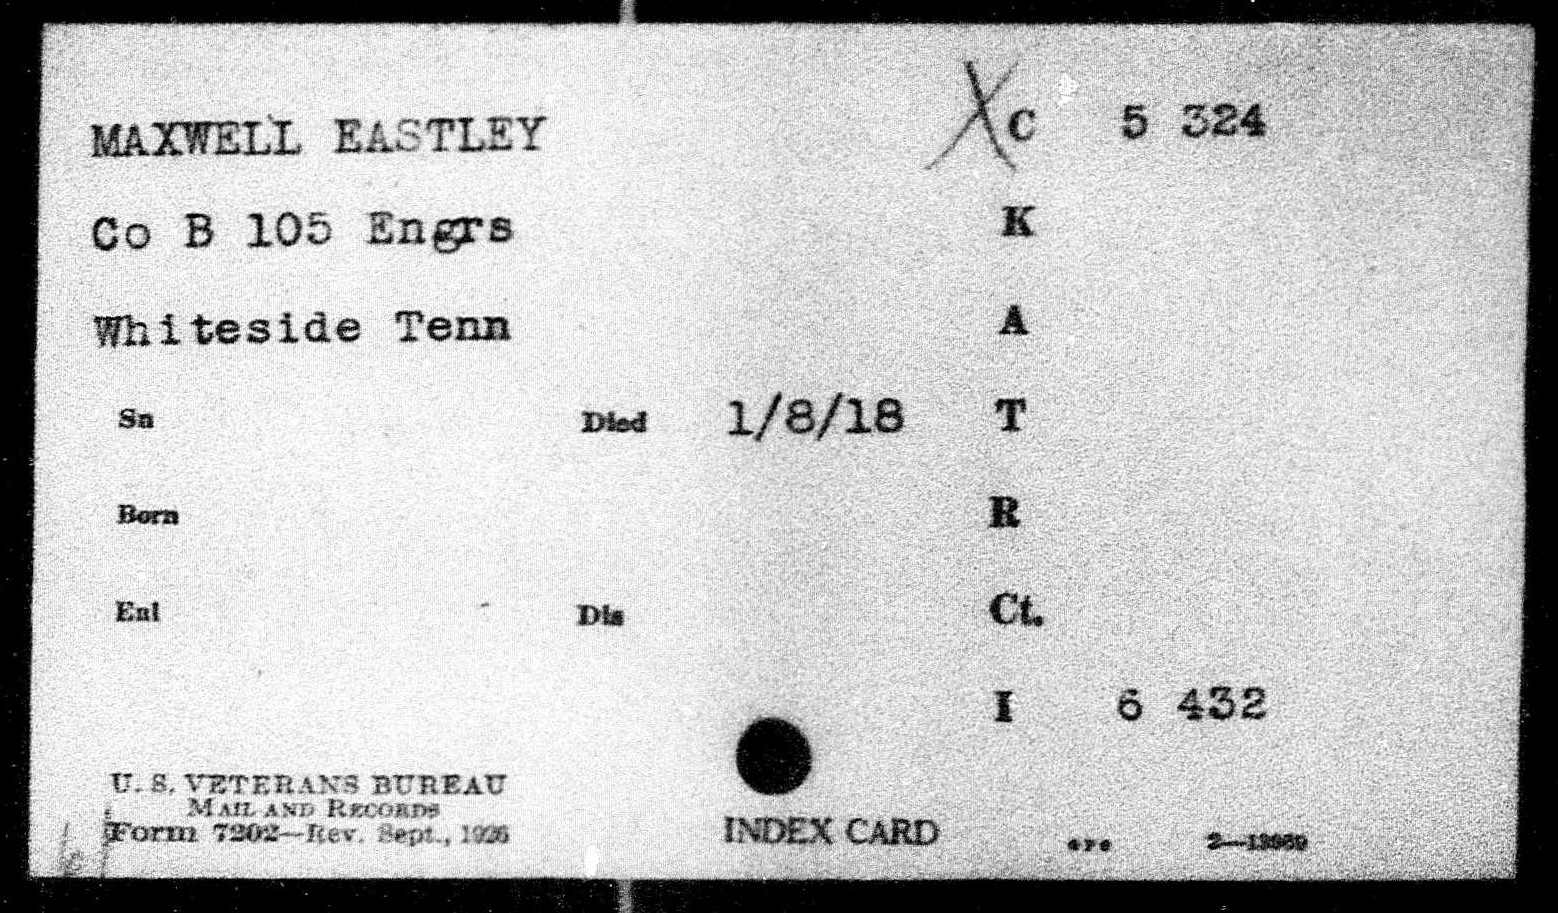 MAXWELL EASTLEY
XC 5 324
Co B 105 Engrs
K
Whiteside Tenn
A
Sn Died 1/8/18
T
Born
R
Enl Dis
Ct.
I 6 432
U. S. VETERANS BUREAU
MAIL AND RECORDS
Form 7202—Rev. Sept., 1926
INDEX CARD